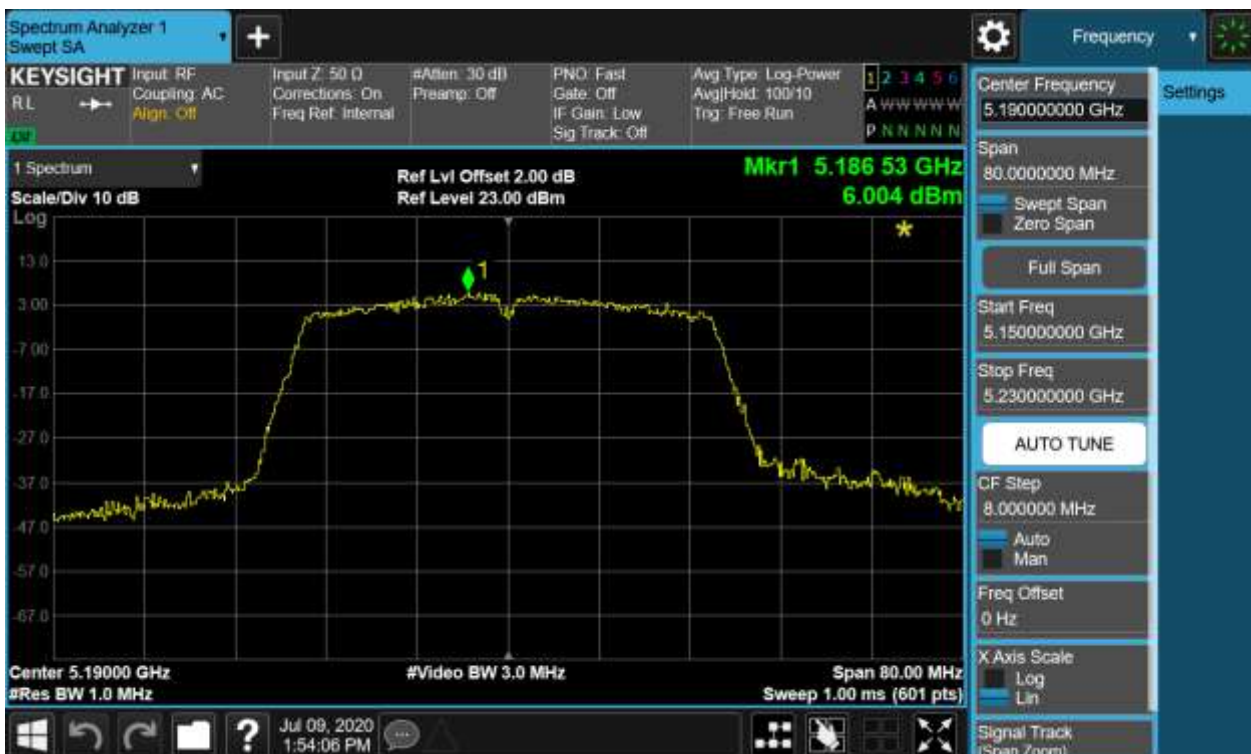 Spectrum Analyzer 1
Swept SA
+
Frequency
KEYSIGHT
RL
Input: RF
Coupling: AC
Align: Off
Input Z: 50 Ω
Corrections: On
Freq Ref: Internal
#Atten: 30 dB
Preamp: Off
PNO: Fast
Gate: Off
IF Gain: Low
Sig Track: Off
Avg Type: Log-Power
Avg|Hold: 100/10
Trig: Free Run
1 2 3 4 5 6
A W W W W W
P N N N N N
Center Frequency
5.190000000 GHz
Settings
Span
80.0000000 MHz
Swept Span
Zero Span
Full Span
Start Freq
5.150000000 GHz
Stop Freq
5.230000000 GHz
AUTO TUNE
CF Step
8.000000 MHz
Auto
Man
Freq Offset
0 Hz
X Axis Scale
Log
Lin
Signal Track
(Span Zoom)
1 Spectrum
Scale/Div 10 dB
Log
Ref Lvl Offset 2.00 dB
Ref Level 23.00 dBm
Mkr1 5.186 53 GHz
6.004 dBm
1
13.0
3.00
-7.00
-17.0
-27.0
-37.0
-47.0
-57.0
-67.0
Center 5.19000 GHz
#Res BW 1.0 MHz
#Video BW 3.0 MHz
Span 80.00 MHz
Sweep 1.00 ms (601 pts)
?
Jul 09, 2020
1:54:06 PM